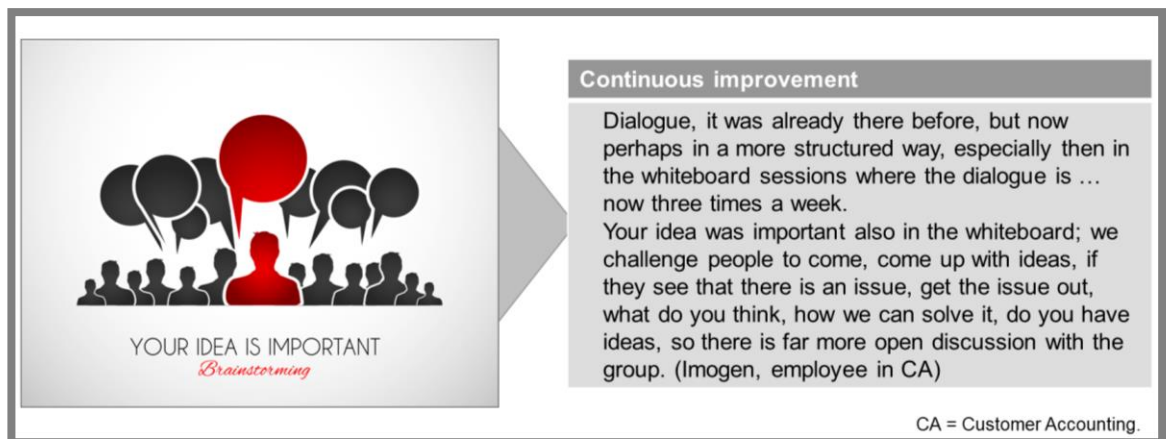 YOUR IDEA IS IMPORTANT
Brainstorming
Continuous improvement
Dialogue, it was already there before, but now
perhaps in a more structured way, especially then in
the whiteboard sessions where the dialogue is …
now three times a week.
Your idea was important also in the whiteboard; we
challenge people to come, come up with ideas, if
they see that there is an issue, get the issue out,
what do you think, how we can solve it, do you have
ideas, so there is far more open discussion with the
group. (Imogen, employee in CA)
CA = Customer Accounting.